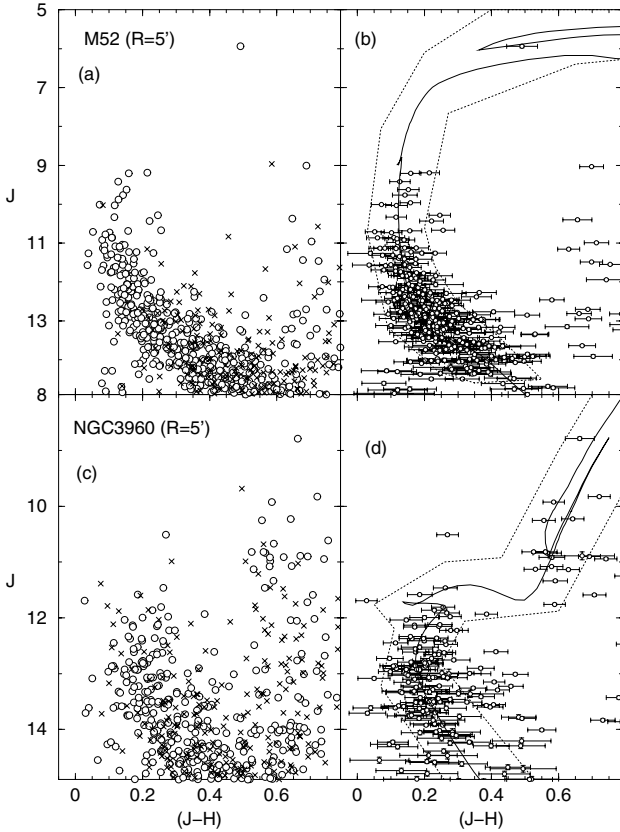 5
M52 (R=5')
(a)
(b)
7
J
9
11
13
8
NGC3960 (R=5')
(c)
(d)
10
J
12
14
0 0.2 0.4 0.6
0 0.2 0.4 0.6
(J−H)
(J−H)